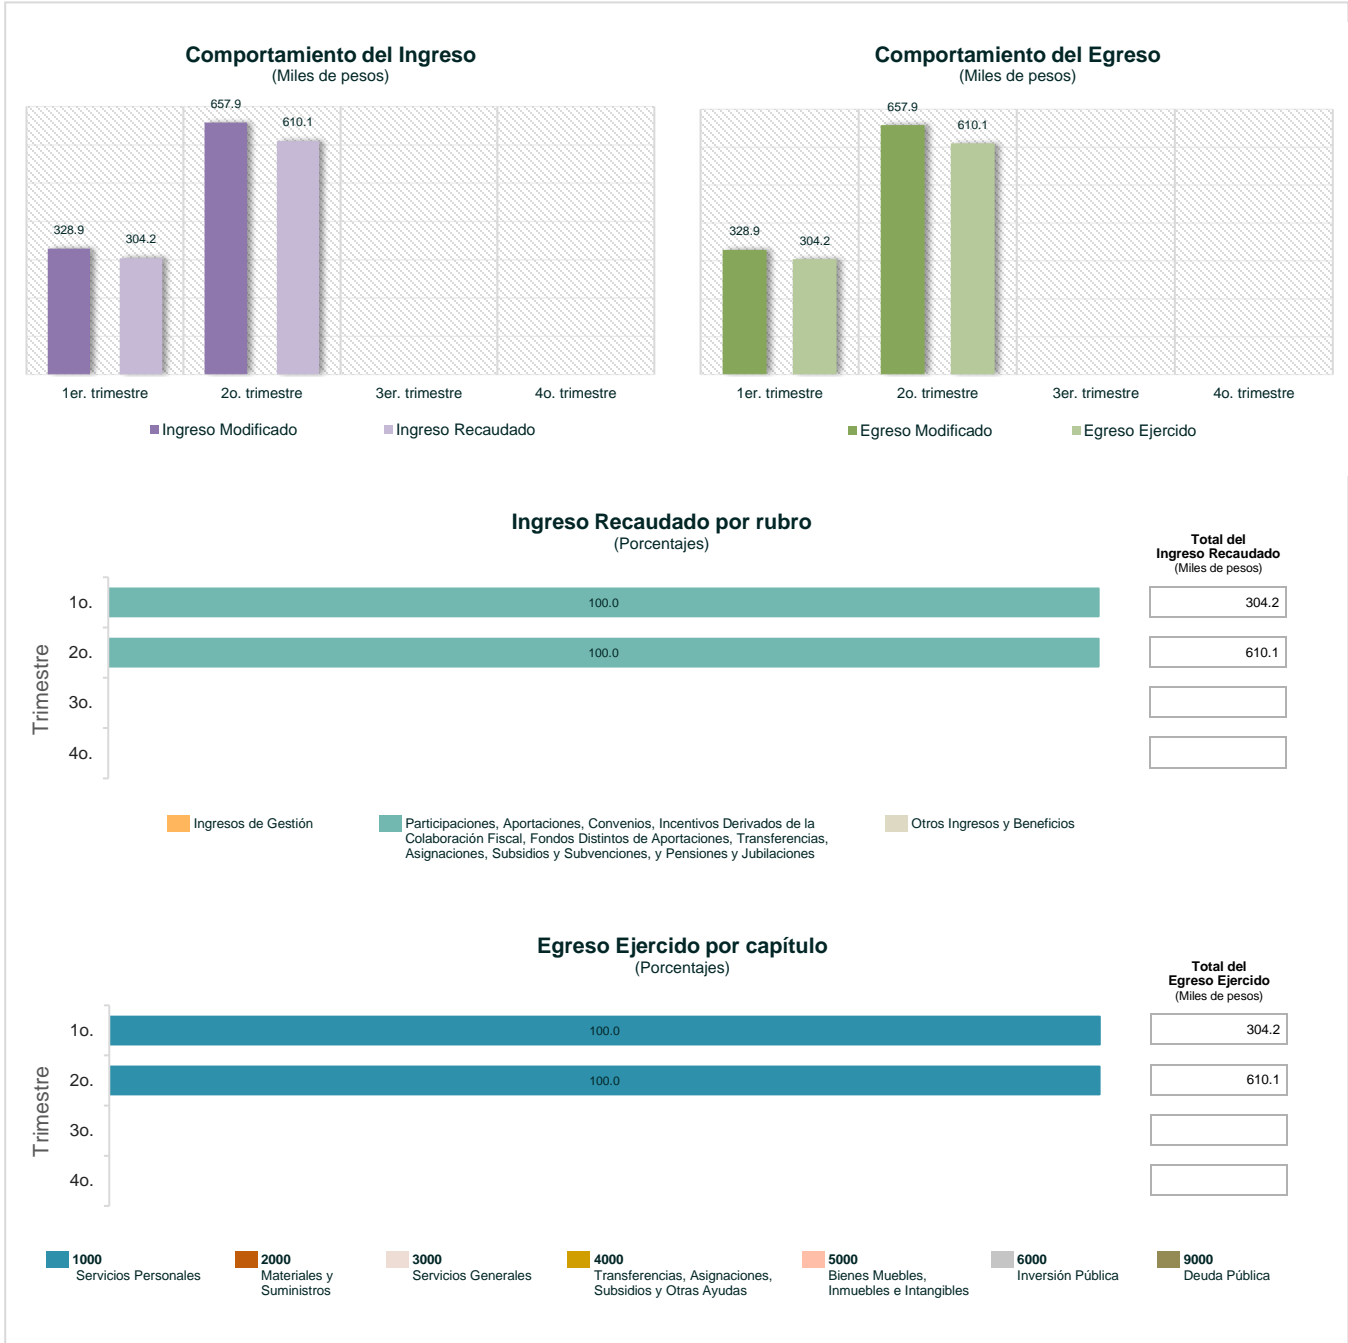 Comportamiento del Ingreso
(Miles de pesos)
657.9
610.1
328.9
304.2
1er. trimestre
2o. trimestre
3er. trimestre
4o. trimestre
Ingreso Modificado
Ingreso Recaudado
Comportamiento del Egreso
(Miles de pesos)
657.9
610.1
328.9
304.2
1er. trimestre
2o. trimestre
3er. trimestre
4o. trimestre
Egreso Modificado
Egreso Ejercido
Ingreso Recaudado por rubro
(Porcentajes)
Total del
Ingreso Recaudado
(Miles de pesos)
Trimestre
1o.
100.0
304.2
2o.
100.0
610.1
3o.
4o.
Ingresos de Gestión
Participaciones, Aportaciones, Convenios, Incentivos Derivados de la
Colaboración Fiscal, Fondos Distintos de Aportaciones, Transferencias,
Asignaciones, Subsidios y Subvenciones, y Pensiones y Jubilaciones
Otros Ingresos y Beneficios
Egreso Ejercido por capítulo
(Porcentajes)
Total del
Egreso Ejercido
(Miles de pesos)
Trimestre
1o.
100.0
304.2
2o.
100.0
610.1
3o.
4o.
1000
Servicios Personales
2000
Materiales y
Suministros
3000
Servicios Generales
4000
Transferencias, Asignaciones,
Subsidios y Otras Ayudas
5000
Bienes Muebles,
Inmuebles e Intangibles
6000
Inversión Pública
9000
Deuda Pública